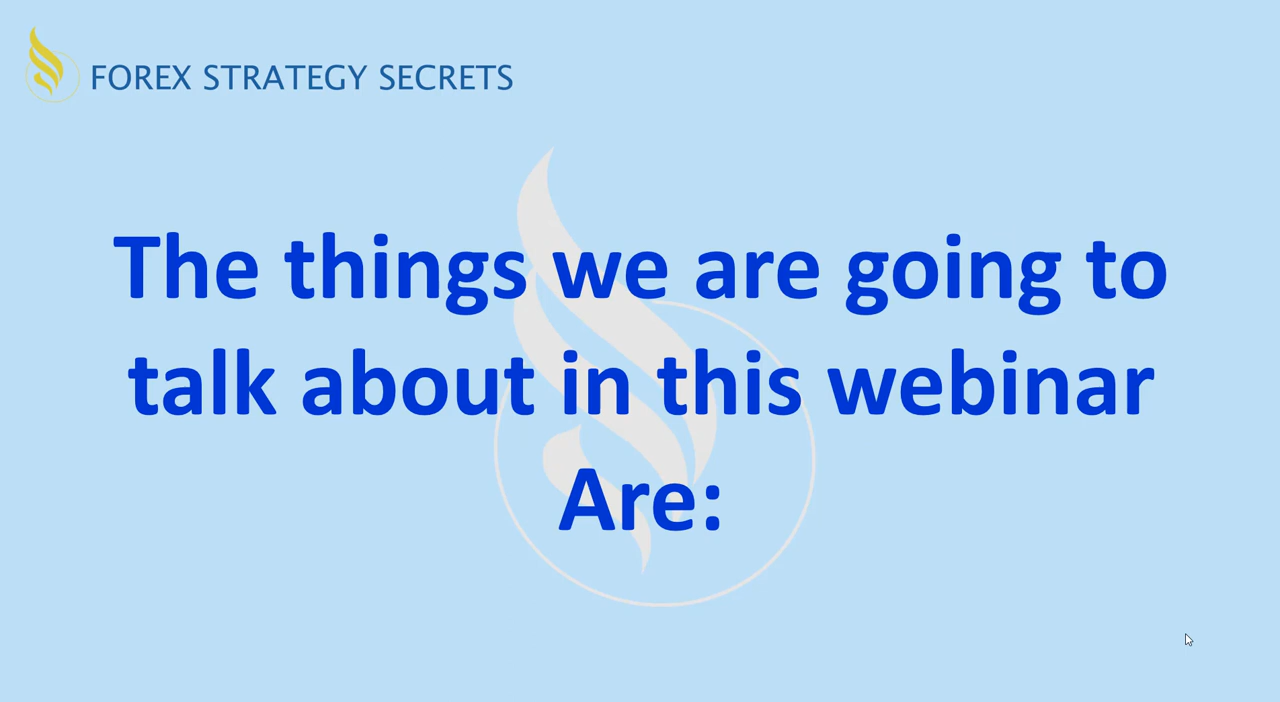 FOREX STRATEGY SECRETS
The things we are going to
talk about in this webinar
Are: